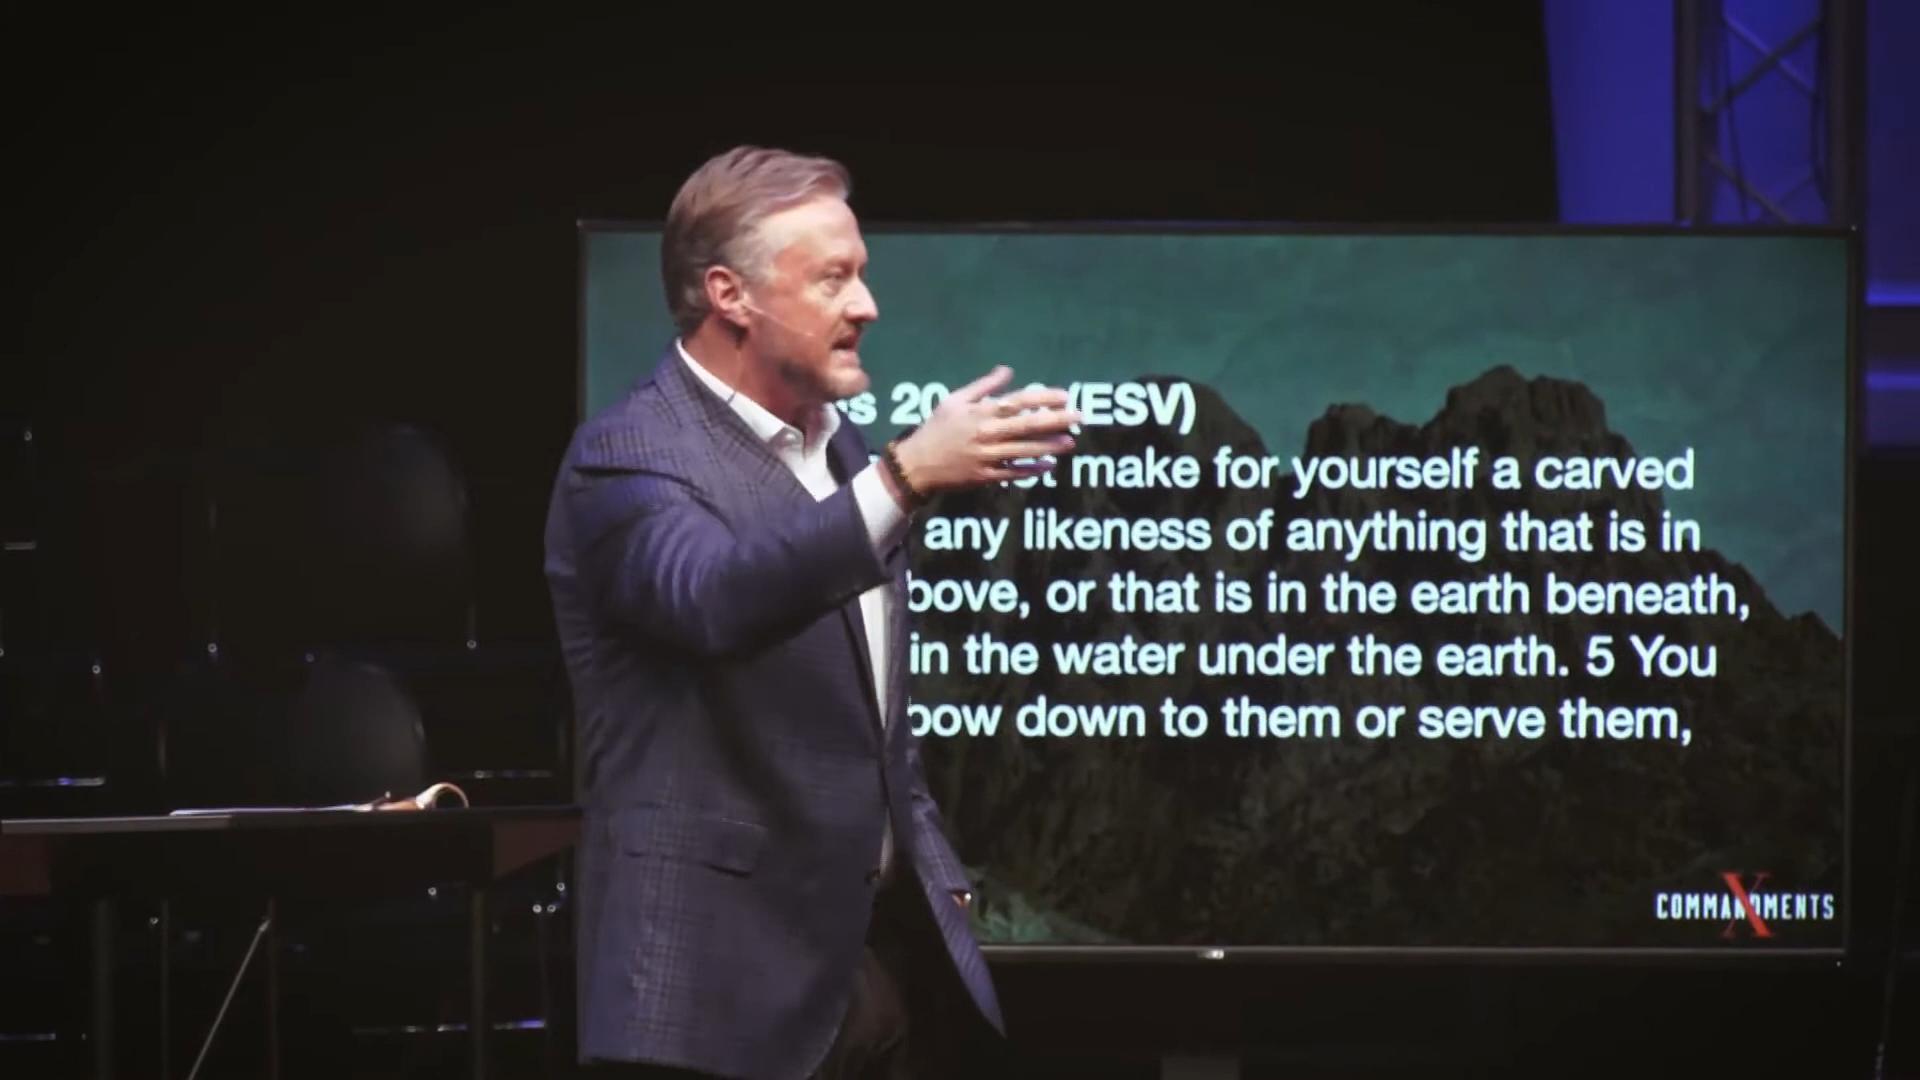 20 (ESV)
make for yourself a carved
any likeness of anything that is in
bove, or that is in the earth beneath,
in the water under the earth. 5 You
bow down to them or serve them,
X
COMMANDMENTS